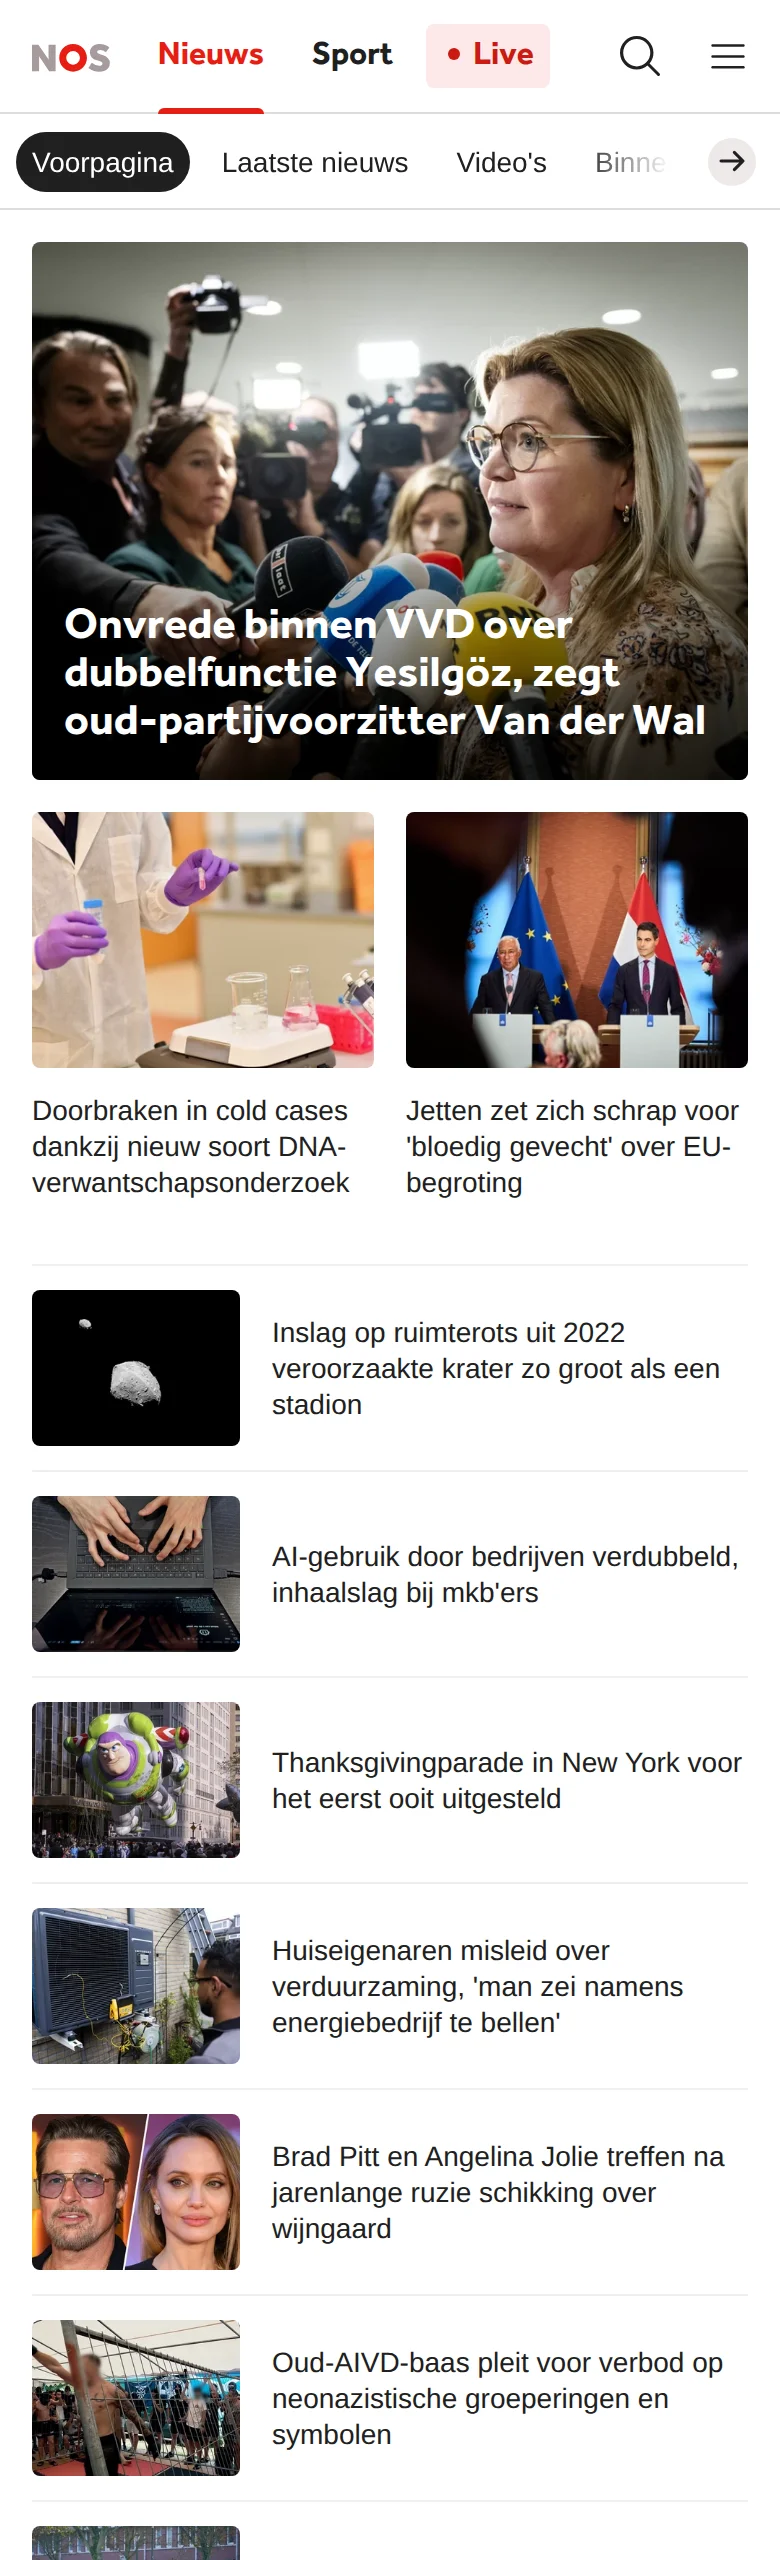 NOS Nieuws Sport Live
Voorpagina Laatste nieuws Video's Binne
Onvrede binnen VVD over
dubbelfunctie Yesilgöz, zegt
oud-partijvoorzitter Van der Wal
Doorbraken in cold cases
dankzij nieuw soort DNA-
verwantschapsonderzoek
Jetten zet zich schrap voor
'bloedig gevecht' over EU-
begroting
Inslag op ruimterots uit 2022
veroorzaakte krater zo groot als een
stadion
AI-gebruik door bedrijven verdubbeld,
inhaalslag bij mkb'ers
Thanksgivingparade in New York voor
het eerst ooit uitgesteld
Huiseigenaren misleid over
verduurzaming, 'man zei namens
energiebedrijf te bellen'
Brad Pitt en Angelina Jolie treffen na
jarenlange ruzie schikking over
wijngaard
Oud-AIVD-baas pleit voor verbod op
neonazistische groeperingen en
symbolen